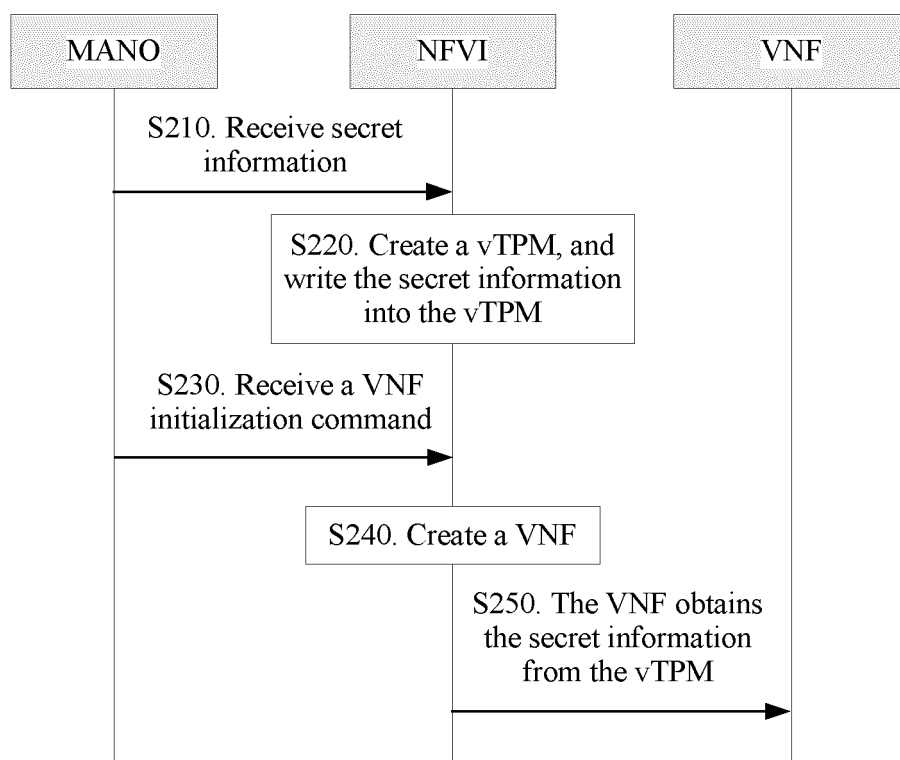 MANO
NFVI
VNF
S210. Receive secret
information
S220. Create a vTPM, and
write the secret information
into the vTPM
S230. Receive a VNF
initialization command
S240. Create a VNF
S250. The VNF obtains
the secret information
from the vTPM